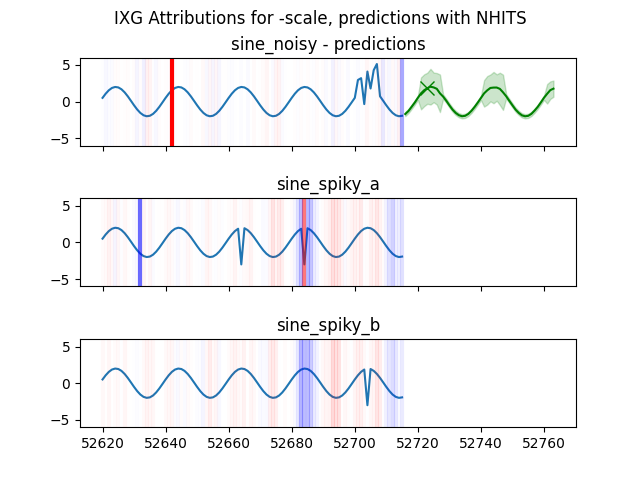 IXG Attributions for -scale, predictions with NHITS
sine_noisy - predictions
5
0
−5
sine_spiky_a
5
0
−5
sine_spiky_b
5
0
−5
52620 52640 52660 52680 52700 52720 52740 52760